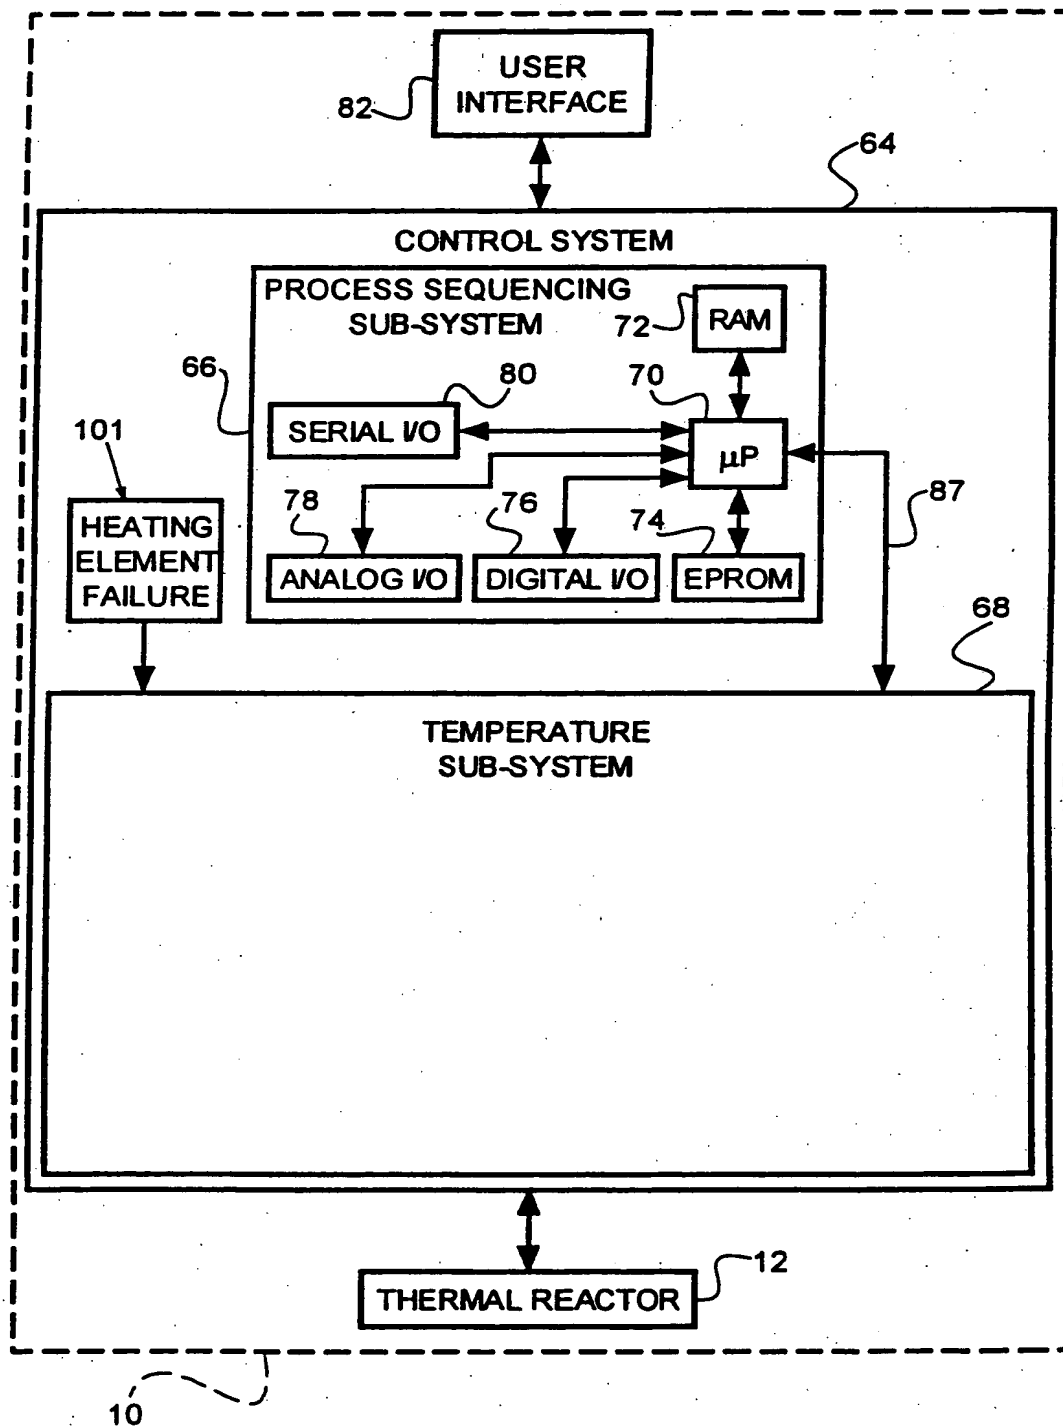 USER
INTERFACE
82
64
CONTROL SYSTEM
PROCESS SEQUENCING
SUB-SYSTEM
72
RAM
66
80
70
SERIAL I/O
μP
101
78
76
74
87
HEATING
ELEMENT
FAILURE
ANALOG I/O
DIGITAL I/O
EPROM
68
TEMPERATURE
SUB-SYSTEM
12
THERMAL REACTOR
10